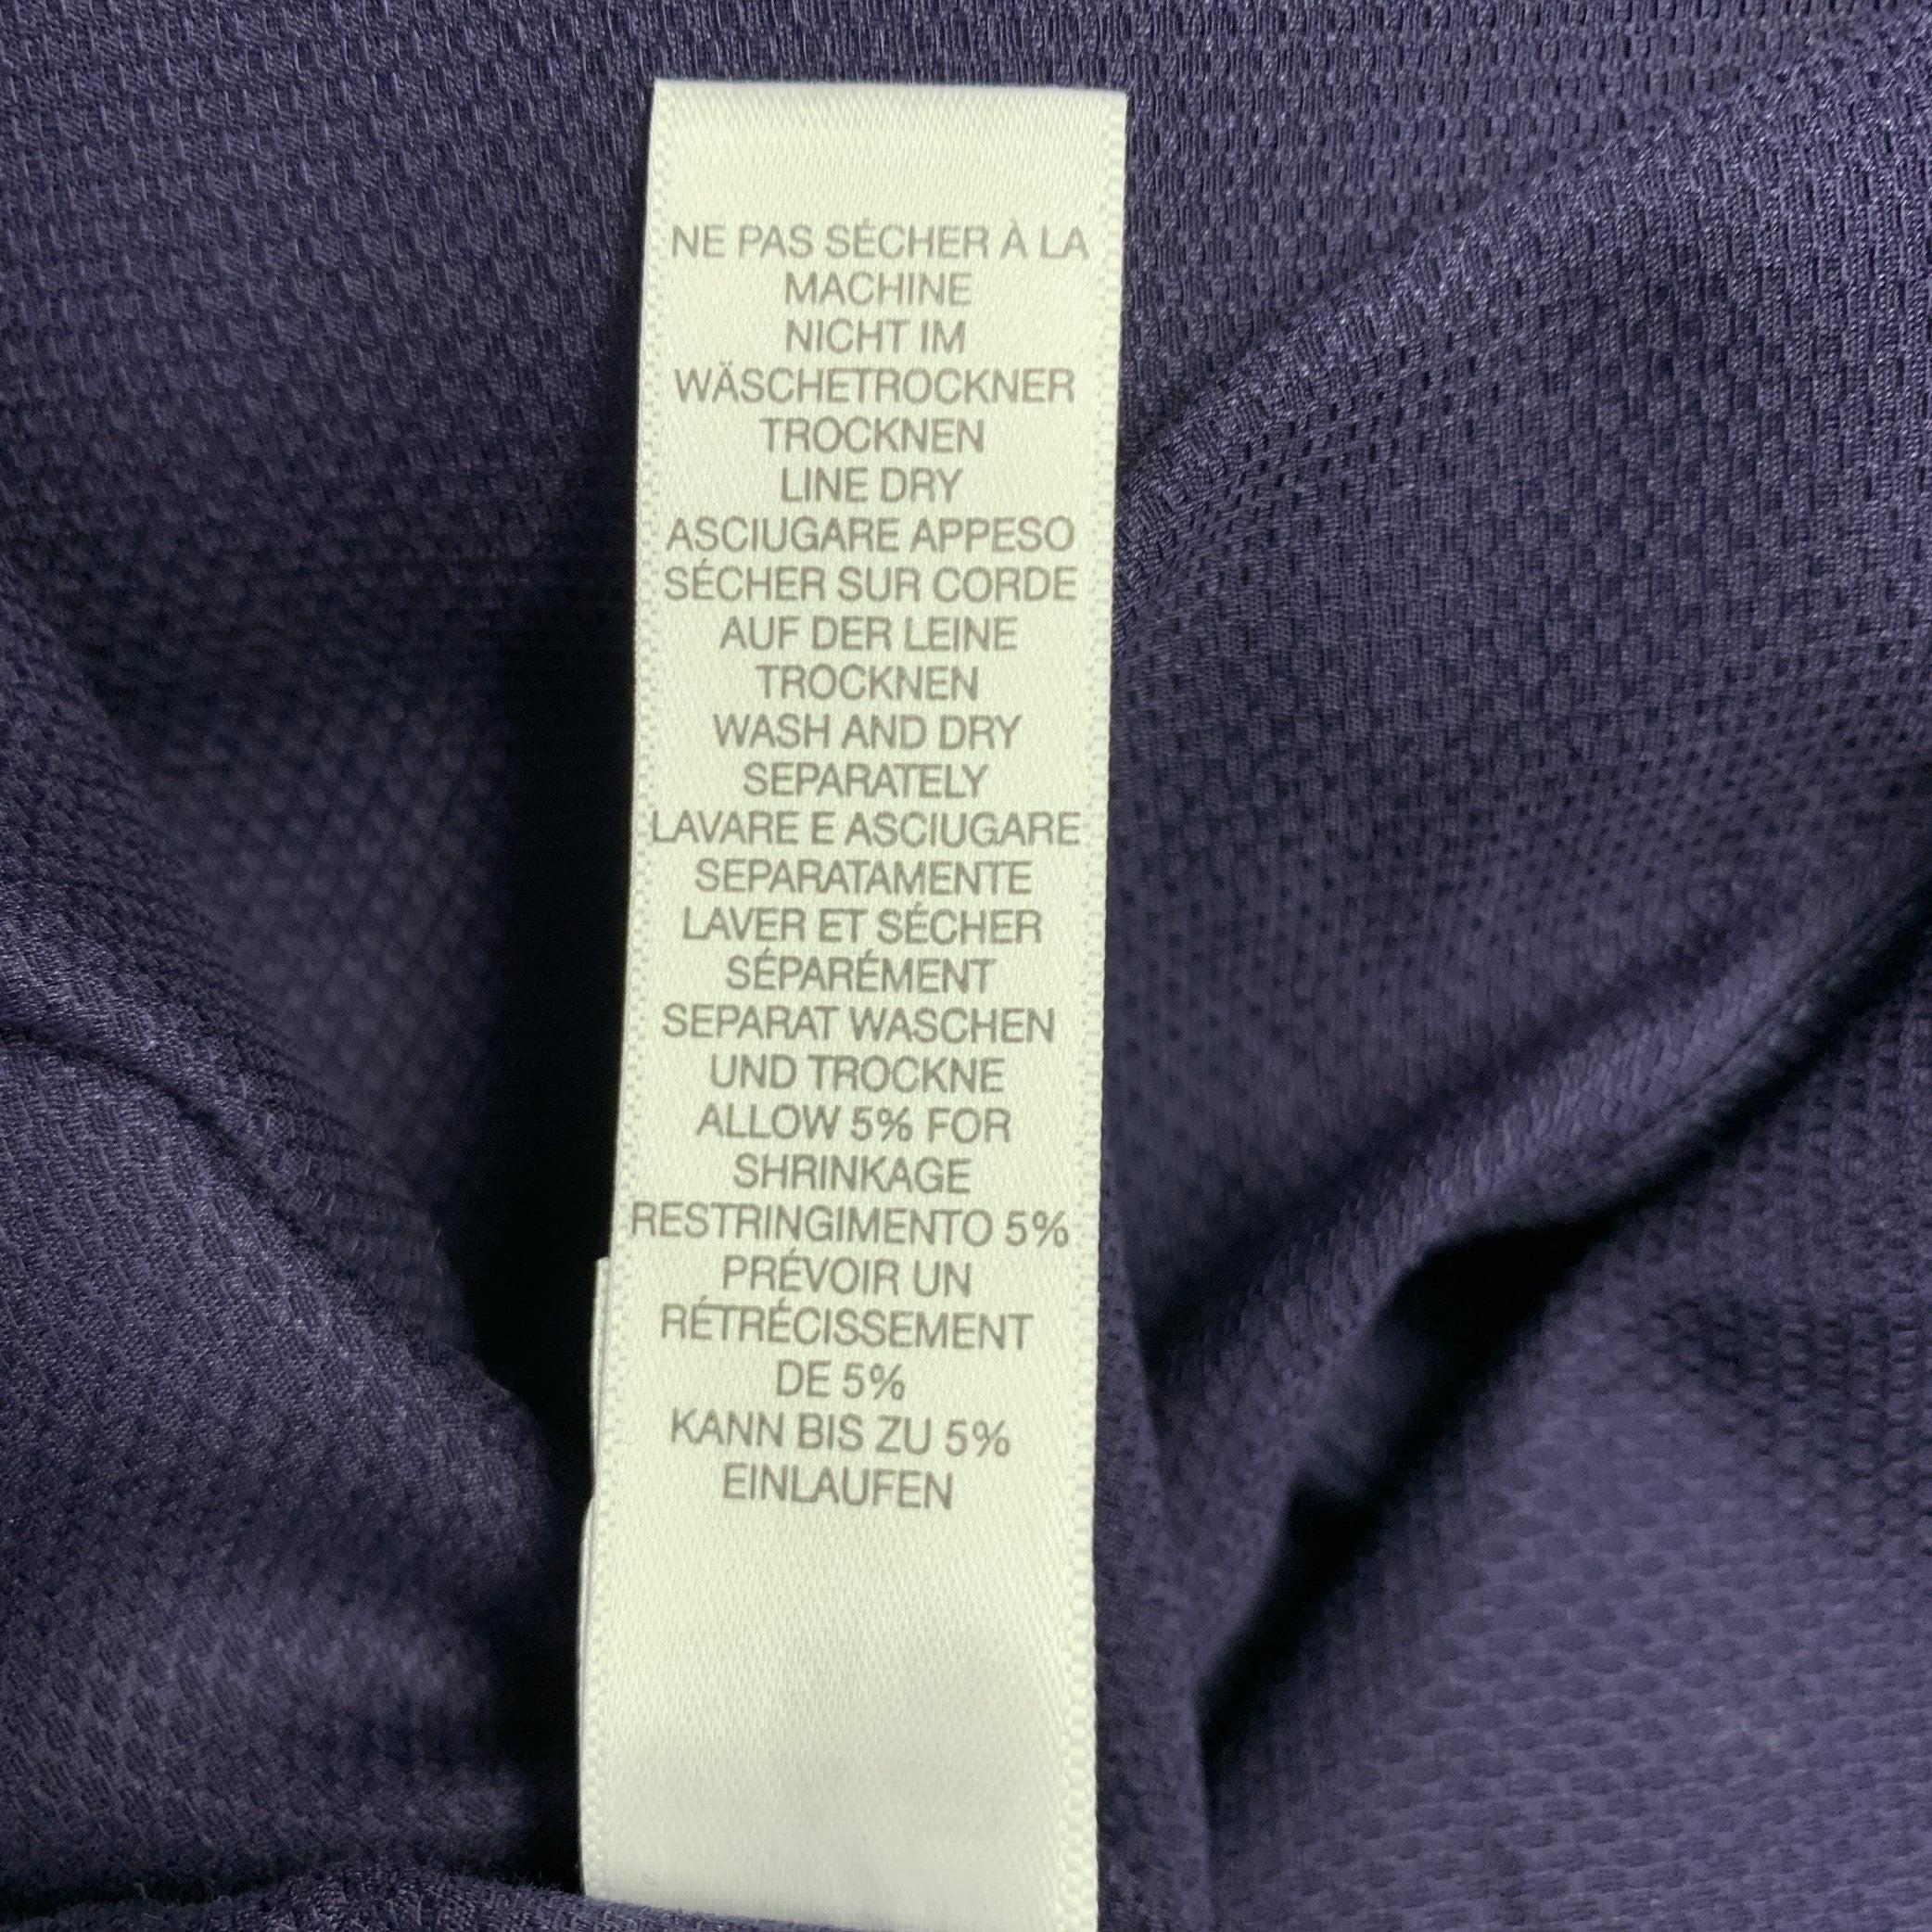 NE PAS SÉCHER À LA
MACHINE
NICHT IM
WÄSCHETROCKNER
TROCKNEN
LINE DRY
ASCIUGARE APPESO
SÉCHER SUR CORDE
AUF DER LEINE
TROCKNEN
WASH AND DRY
SEPARATELY
LAVARE E ASCIUGARE
SEPARATAMENTE
LAVER ET SÉCHER
SÉPARÉMENT
SEPARAT WASCHEN
UND TROCKNE
ALLOW 5% FOR
SHRINKAGE
RESTRINGIMENTO 5%
PRÉVOIR UN
RÉTRÉCISSEMENT
DE 5%
KANN BIS ZU 5%
EINLAUFEN